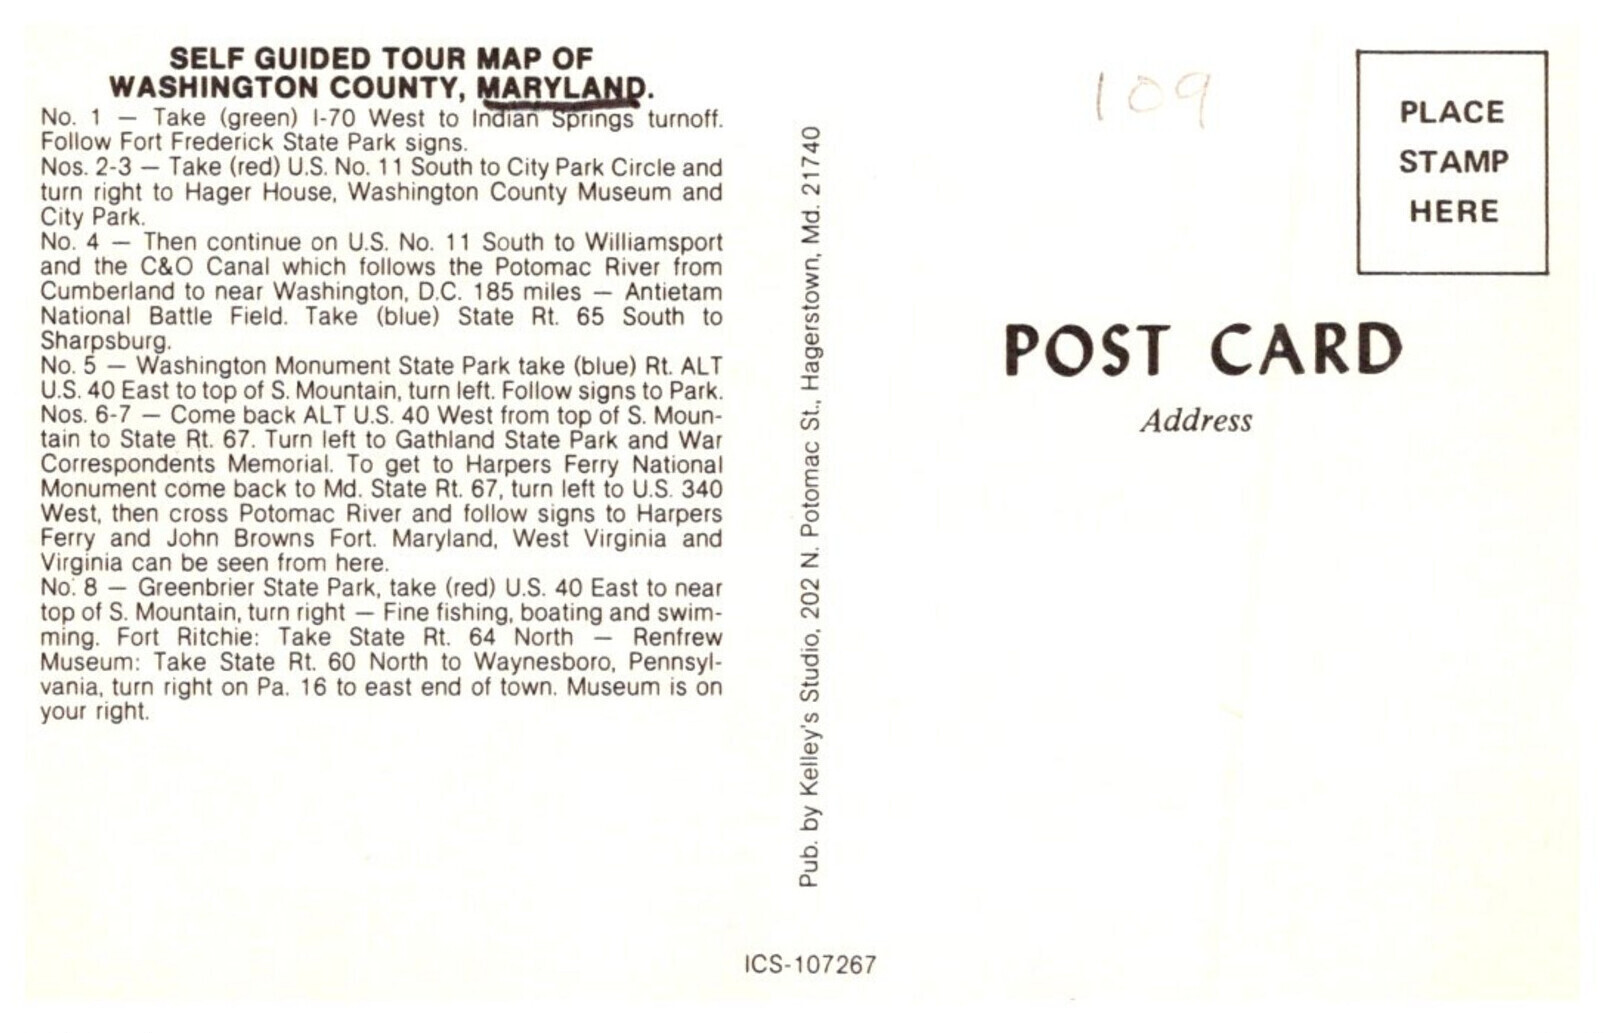 SELF GUIDED TOUR MAP OF
WASHINGTON COUNTY, MARYLAND.
No. 1 — Take (green) I-70 West to Indian Springs turnoff.
Follow Fort Frederick State Park signs.
Nos. 2-3 — Take (red) U.S. No. 11 South to City Park Circle and
turn right to Hager House, Washington County Museum and
City Park.
No. 4 — Then continue on U.S. No. 11 South to Williamsport
and the C&O Canal which follows the Potomac River from
Cumberland to near Washington, D.C. 185 miles — Antietam
National Battle Field. Take (blue) State Rt. 65 South to
Sharpsburg.
No. 5 — Washington Monument State Park take (blue) Rt. ALT
U.S. 40 East to top of S. Mountain, turn left. Follow signs to Park.
Nos. 6-7 — Come back ALT U.S. 40 West from top of S. Moun-
tain to State Rt. 67. Turn left to Gathland State Park and War
Correspondents Memorial. To get to Harpers Ferry National
Monument come back to Md. State Rt. 67, turn left to U.S. 340
West, then cross Potomac River and follow signs to Harpers
Ferry and John Browns Fort. Maryland, West Virginia and
Virginia can be seen from here.
No. 8 — Greenbrier State Park, take (red) U.S. 40 East to near
top of S. Mountain, turn right — Fine fishing, boating and swim-
ming. Fort Ritchie: Take State Rt. 64 North — Renfrew
Museum: Take State Rt. 60 North to Waynesboro, Pennsyl-
vania, turn right on Pa. 16 to east end of town. Museum is on
your right.
Pub. by Kelley's Studio, 202 N. Potomac St., Hagerstown, Md. 21740
ICS-107267
109
PLACE
STAMP
HERE
POST CARD
Address